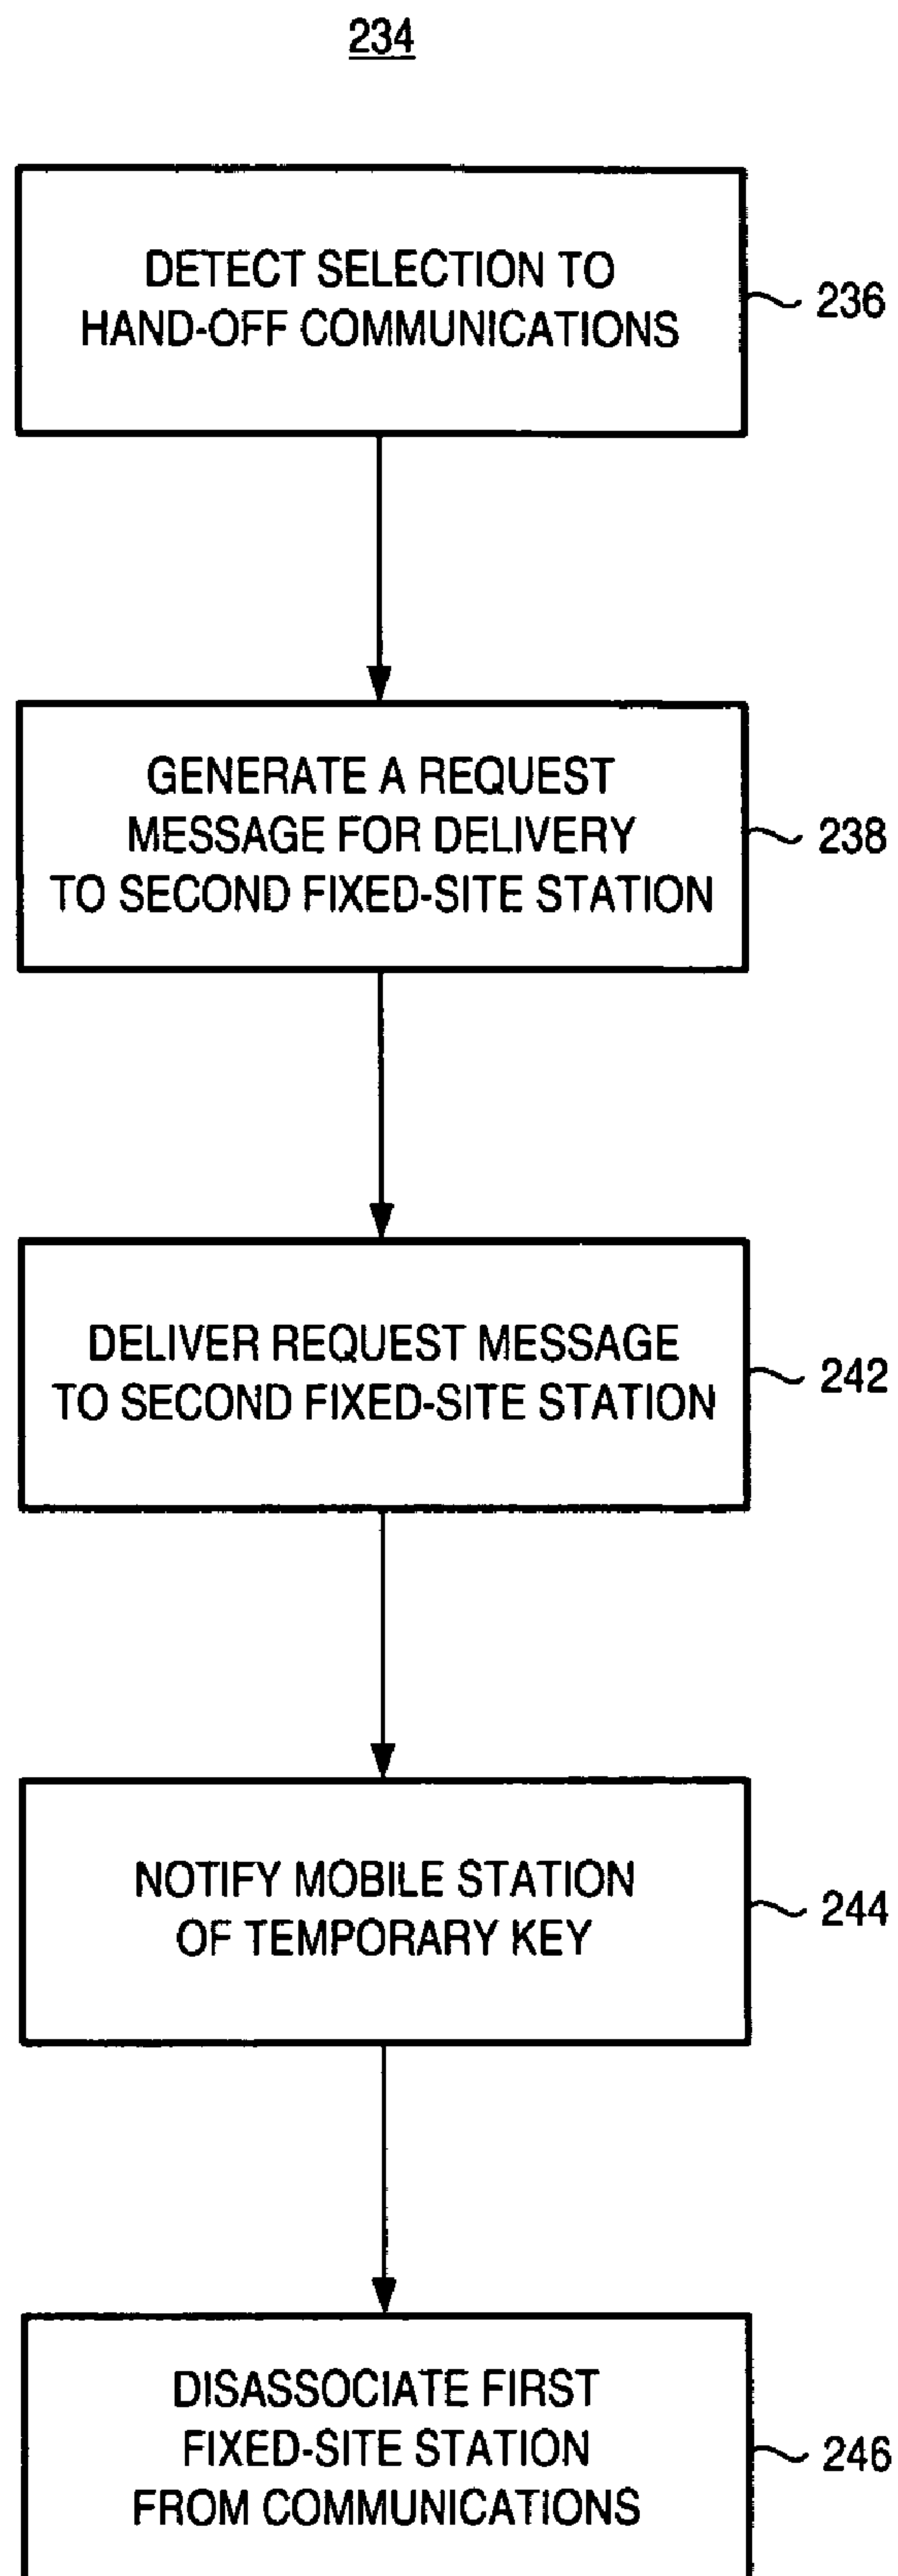 234
DETECT SELECTION TO
HAND-OFF COMMUNICATIONS
236
GENERATE A REQUEST
MESSAGE FOR DELIVERY
TO SECOND FIXED-SITE STATION
238
DELIVER REQUEST MESSAGE
TO SECOND FIXED-SITE STATION
242
NOTIFY MOBILE STATION
OF TEMPORARY KEY
244
DISASSOCIATE FIRST
FIXED-SITE STATION
FROM COMMUNICATIONS
246